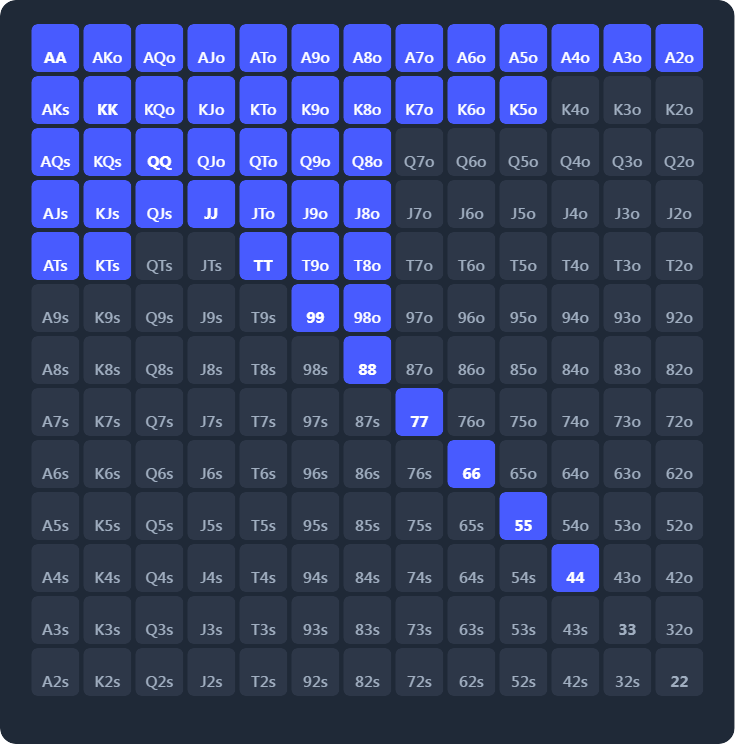 AA AKo AQo AJo ATo A9o A8o A7o A6o A5o A4o A3o A2o
AKs KK KQo KJo KTo K9o K8o K7o K6o K5o K4o K3o K2o
AQs KQs QQ QJo QTo Q9o Q8o Q7o Q6o Q5o Q4o Q3o Q2o
AJs KJs QJs JJ JTo J9o J8o J7o J6o J5o J4o J3o J2o
ATs KTs QTs JTs TT T9o T8o T7o T6o T5o T4o T3o T2o
A9s K9s Q9s J9s T9s 99 98o 97o 96o 95o 94o 93o 92o
A8s K8s Q8s J8s T8s 98s 88 87o 86o 85o 84o 83o 82o
A7s K7s Q7s J7s T7s 97s 87s 77 76o 75o 74o 73o 72o
A6s K6s Q6s J6s T6s 96s 86s 76s 66 65o 64o 63o 62o
A5s K5s Q5s J5s T5s 95s 85s 75s 65s 55 54o 53o 52o
A4s K4s Q4s J4s T4s 94s 84s 74s 64s 54s 44 43o 42o
A3s K3s Q3s J3s T3s 93s 83s 73s 63s 53s 43s 33 32o
A2s K2s Q2s J2s T2s 92s 82s 72s 62s 52s 42s 32s 22